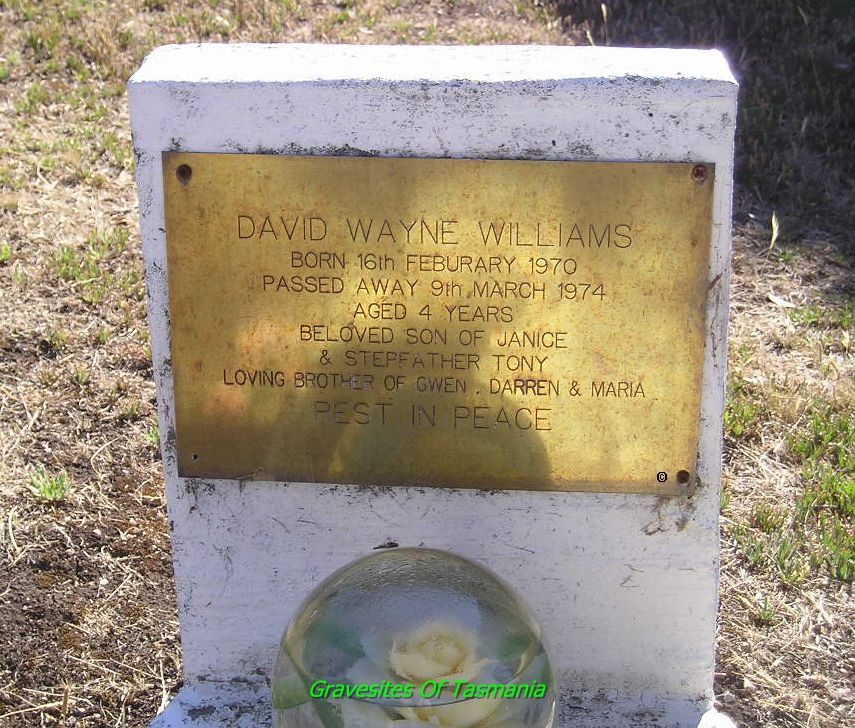 DAVID WAYNE WILLIAMS
BORN 16th FEBURARY 1970
PASSED AWAY 9th MARCH 1974
AGED 4 YEARS
BELOVED SON OF JANICE
& STEPFATHER TONY
LOVING BROTHER OF GWEN , DARREN & MARIA
REST IN PEACE
©
Gravesites Of Tasmania